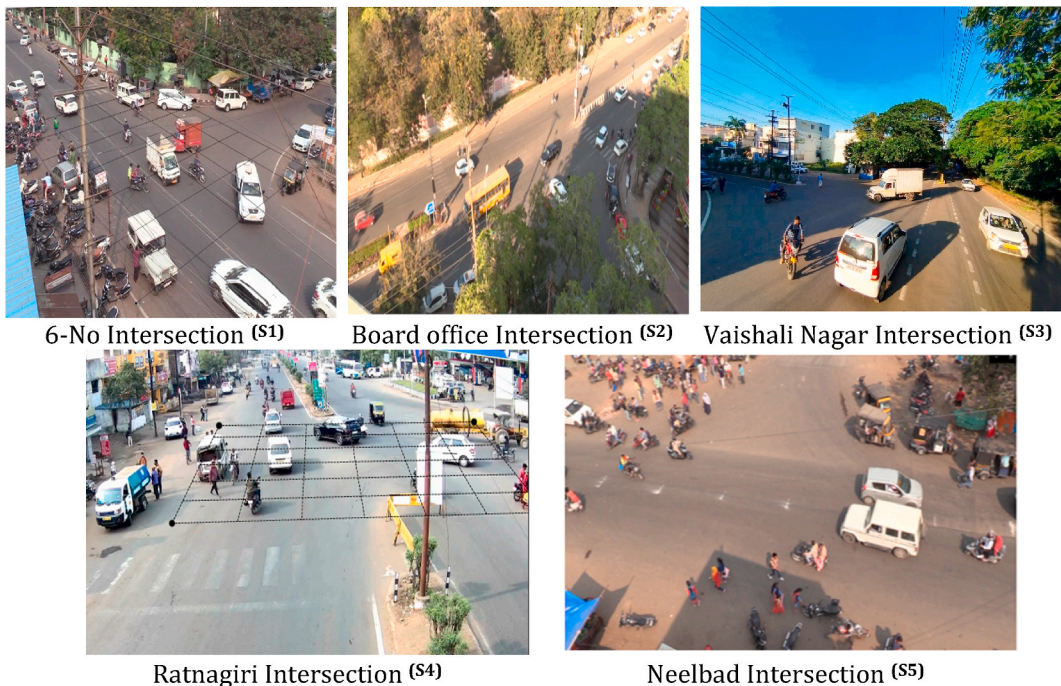 6-No Intersection (S1)
Board office Intersection (S2)
Vaishali Nagar Intersection (S3)
Ratnagiri Intersection (S4)
Neelbad Intersection (S5)